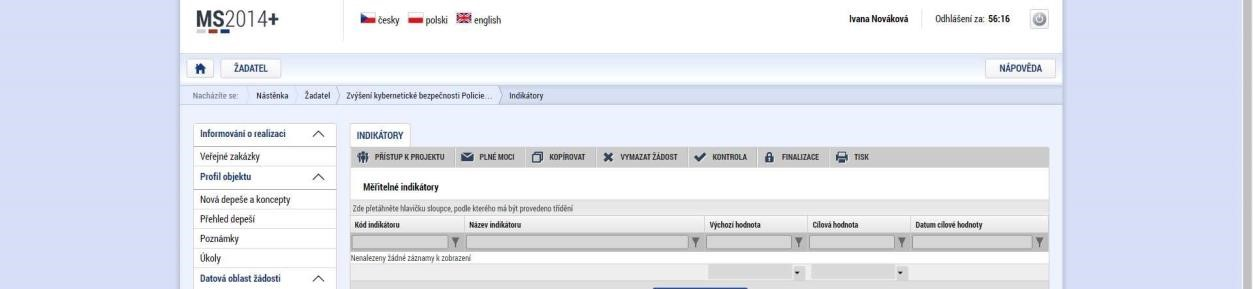 MS2014+
česky polski english
Ivana Nováková Odhlášení za: 56:16
ŽADATEL NÁPOVĚDA
Nacházíte se: Nástěnka Žadatel Zvýšení kybernetické bezpečnosti Policie... Indikátory
Informování o realizaci
Veřejné zakázky
Profil objektu
Nová depeše a koncepty
Přehled depeší
Poznámky
Úkoly
Datová oblast žádosti
INDIKÁTORY
PŘÍSTUP K PROJEKTU PLNÉ MOCI KOPÍROVAT VYMAZAT ŽÁDOST KONTROLA FINALIZACE TISK
Měřitelné indikátory
Zde přetáhněte hlavičku sloupce, podle kterého má být provedeno třídění
Kód indikátoru Název indikátoru Výchozí hodnota Cílová hodnota Datum cílové hodnoty
Nenalezeny žádné záznamy k zobrazení